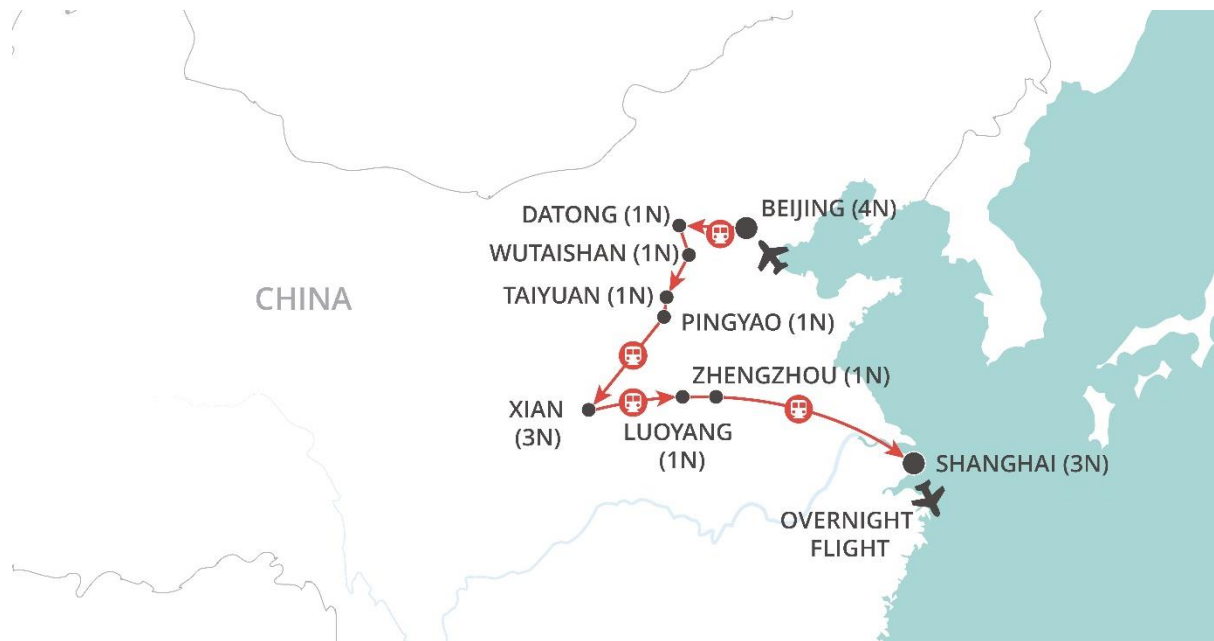 DATONG (1N)
BEIJING (4N)
WUTAISHAN (1N)
CHINA
TAIYUAN (1N)
PINGYAO (1N)
ZHENGZHOU (1N)
XIAN
(3N)
LUOYANG
(1N)
SHANGHAI (3N)
OVERNIGHT
FLIGHT